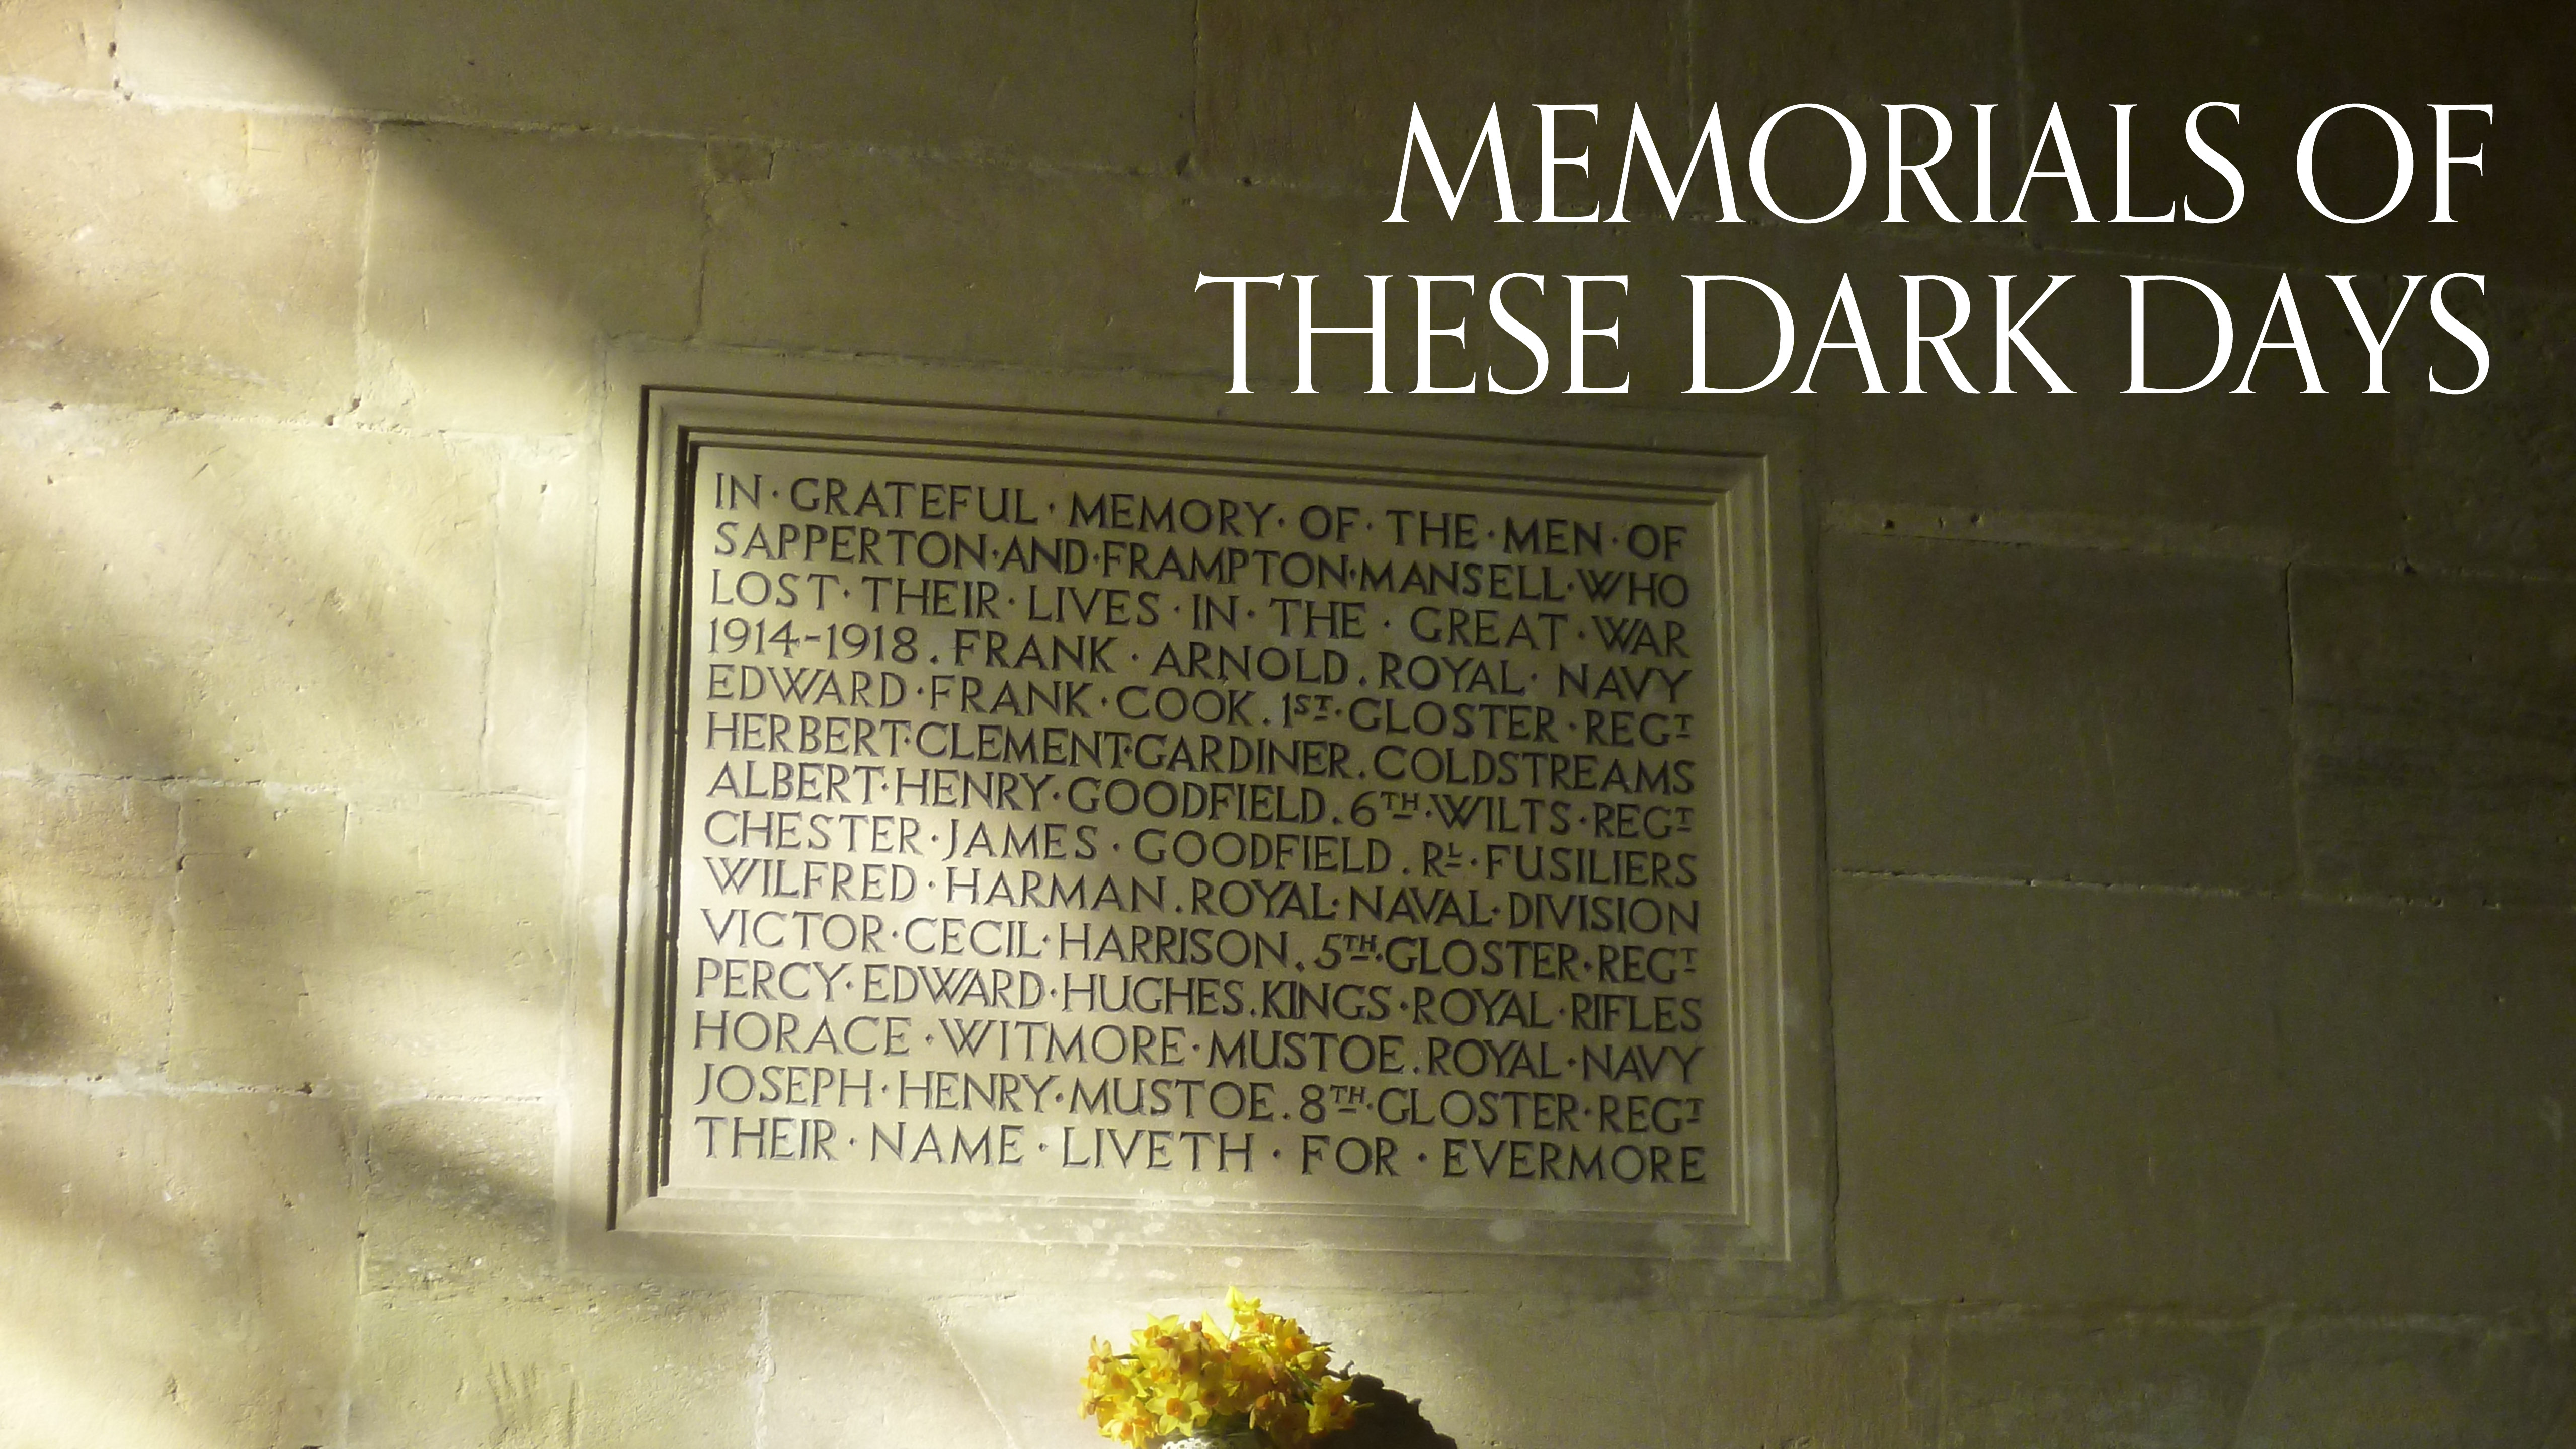 MEMORIALS OF
THESE DARK DAYS
IN·GRATEFUL·MEMORY·OF·THE·MEN·OF
SAPPERTON·AND·FRAMPTON·MANSELL·WHO
LOST·THEIR·LIVES·IN·THE·GREAT·WAR
1914-1918.FRANK·ARNOLD.ROYAL·NAVY
EDWARD·FRANK·COOK.1ST·GLOSTER·REGT
HERBERT·CLEMENT·GARDINER.COLDSTREAMS
ALBERT·HENRY·GOODFIELD.6TH·WILTS·REGT
CHESTER·JAMES·GOODFIELD.RL·FUSILIERS
WILFRED·HARMAN.ROYAL·NAVAL·DIVISION
VICTOR·CECIL·HARRISON.5TH·GLOSTER·REGT
PERCY·EDWARD·HUGHES.KINGS·ROYAL·RIFLES
HORACE·WITMORE·MUSTOE.ROYAL·NAVY
JOSEPH·HENRY·MUSTOE.8TH·GLOSTER·REGT
THEIR·NAME·LIVETH·FOR·EVERMORE